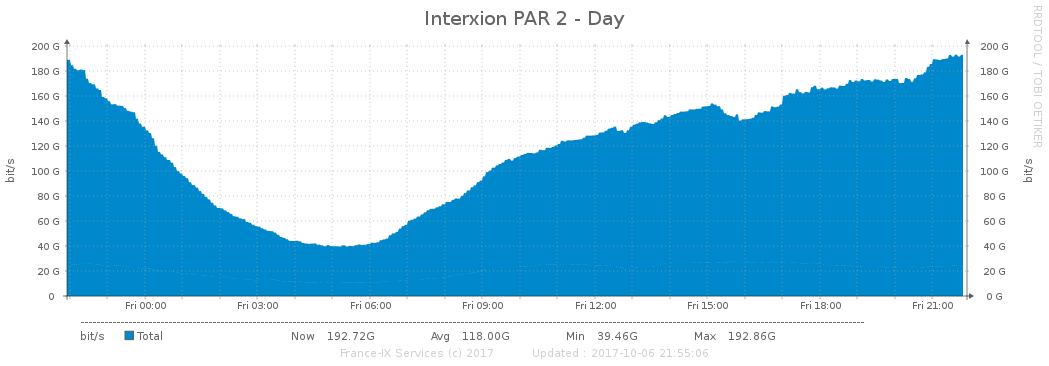 Interxion PAR 2 - Day
RRDTOOL / TOBI OETIKER
bit/s
200 G
180 G
160 G
140 G
120 G
100 G
80 G
60 G
40 G
20 G
0
200 G
180 G
160 G
140 G
120 G
100 G
80 G
60 G
40 G
20 G
0 G
bit/s
Fri 00:00 Fri 03:00 Fri 06:00 Fri 09:00 Fri 12:00 Fri 15:00 Fri 18:00 Fri 21:00
bit/s Total Now 192.72G Avg 118.00G Min 39.46G Max 192.86G
France-IX Services (c) 2017 Updated : 2017-10-06 21:55:06